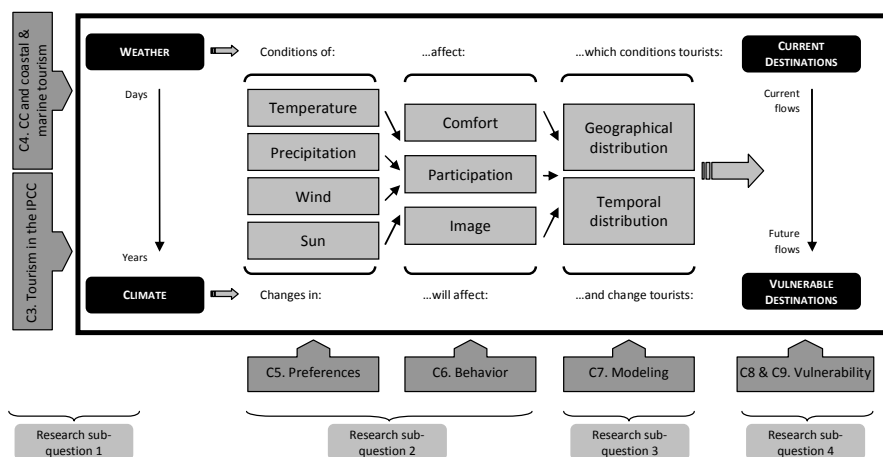 C4. CC and coastal &
marine tourism
C3. Tourism in the IPCC
WEATHER
Conditions of:
...affect:
...which conditions tourists:
CURRENT
DESTINATIONS
Days
Years
Temperature
Precipitation
Wind
Sun
Comfort
Participation
Image
Geographical
distribution
Temporal
distribution
Current
flows
Future
flows
CLIMATE
Changes in:
...will affect:
...and change tourists:
VULNERABLE
DESTINATIONS
C5. Preferences
C6. Behavior
C7. Modeling
C8 & C9. Vulnerability
Research sub-
question 1
Research sub-
question 2
Research sub-
question 3
Research sub-
question 4